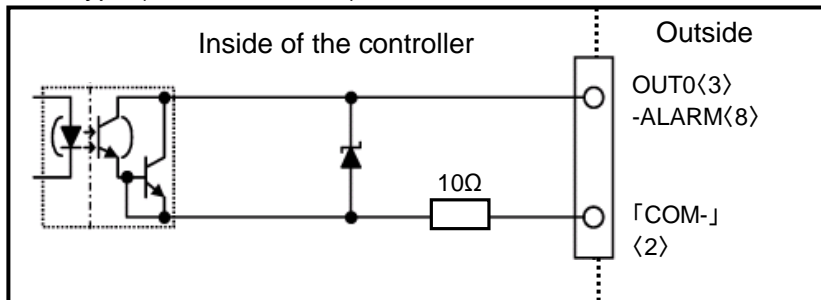 Inside of the controller
Outside
OUT0〈3〉
-ALARM〈8〉
10Ω
「COM-」
〈2〉